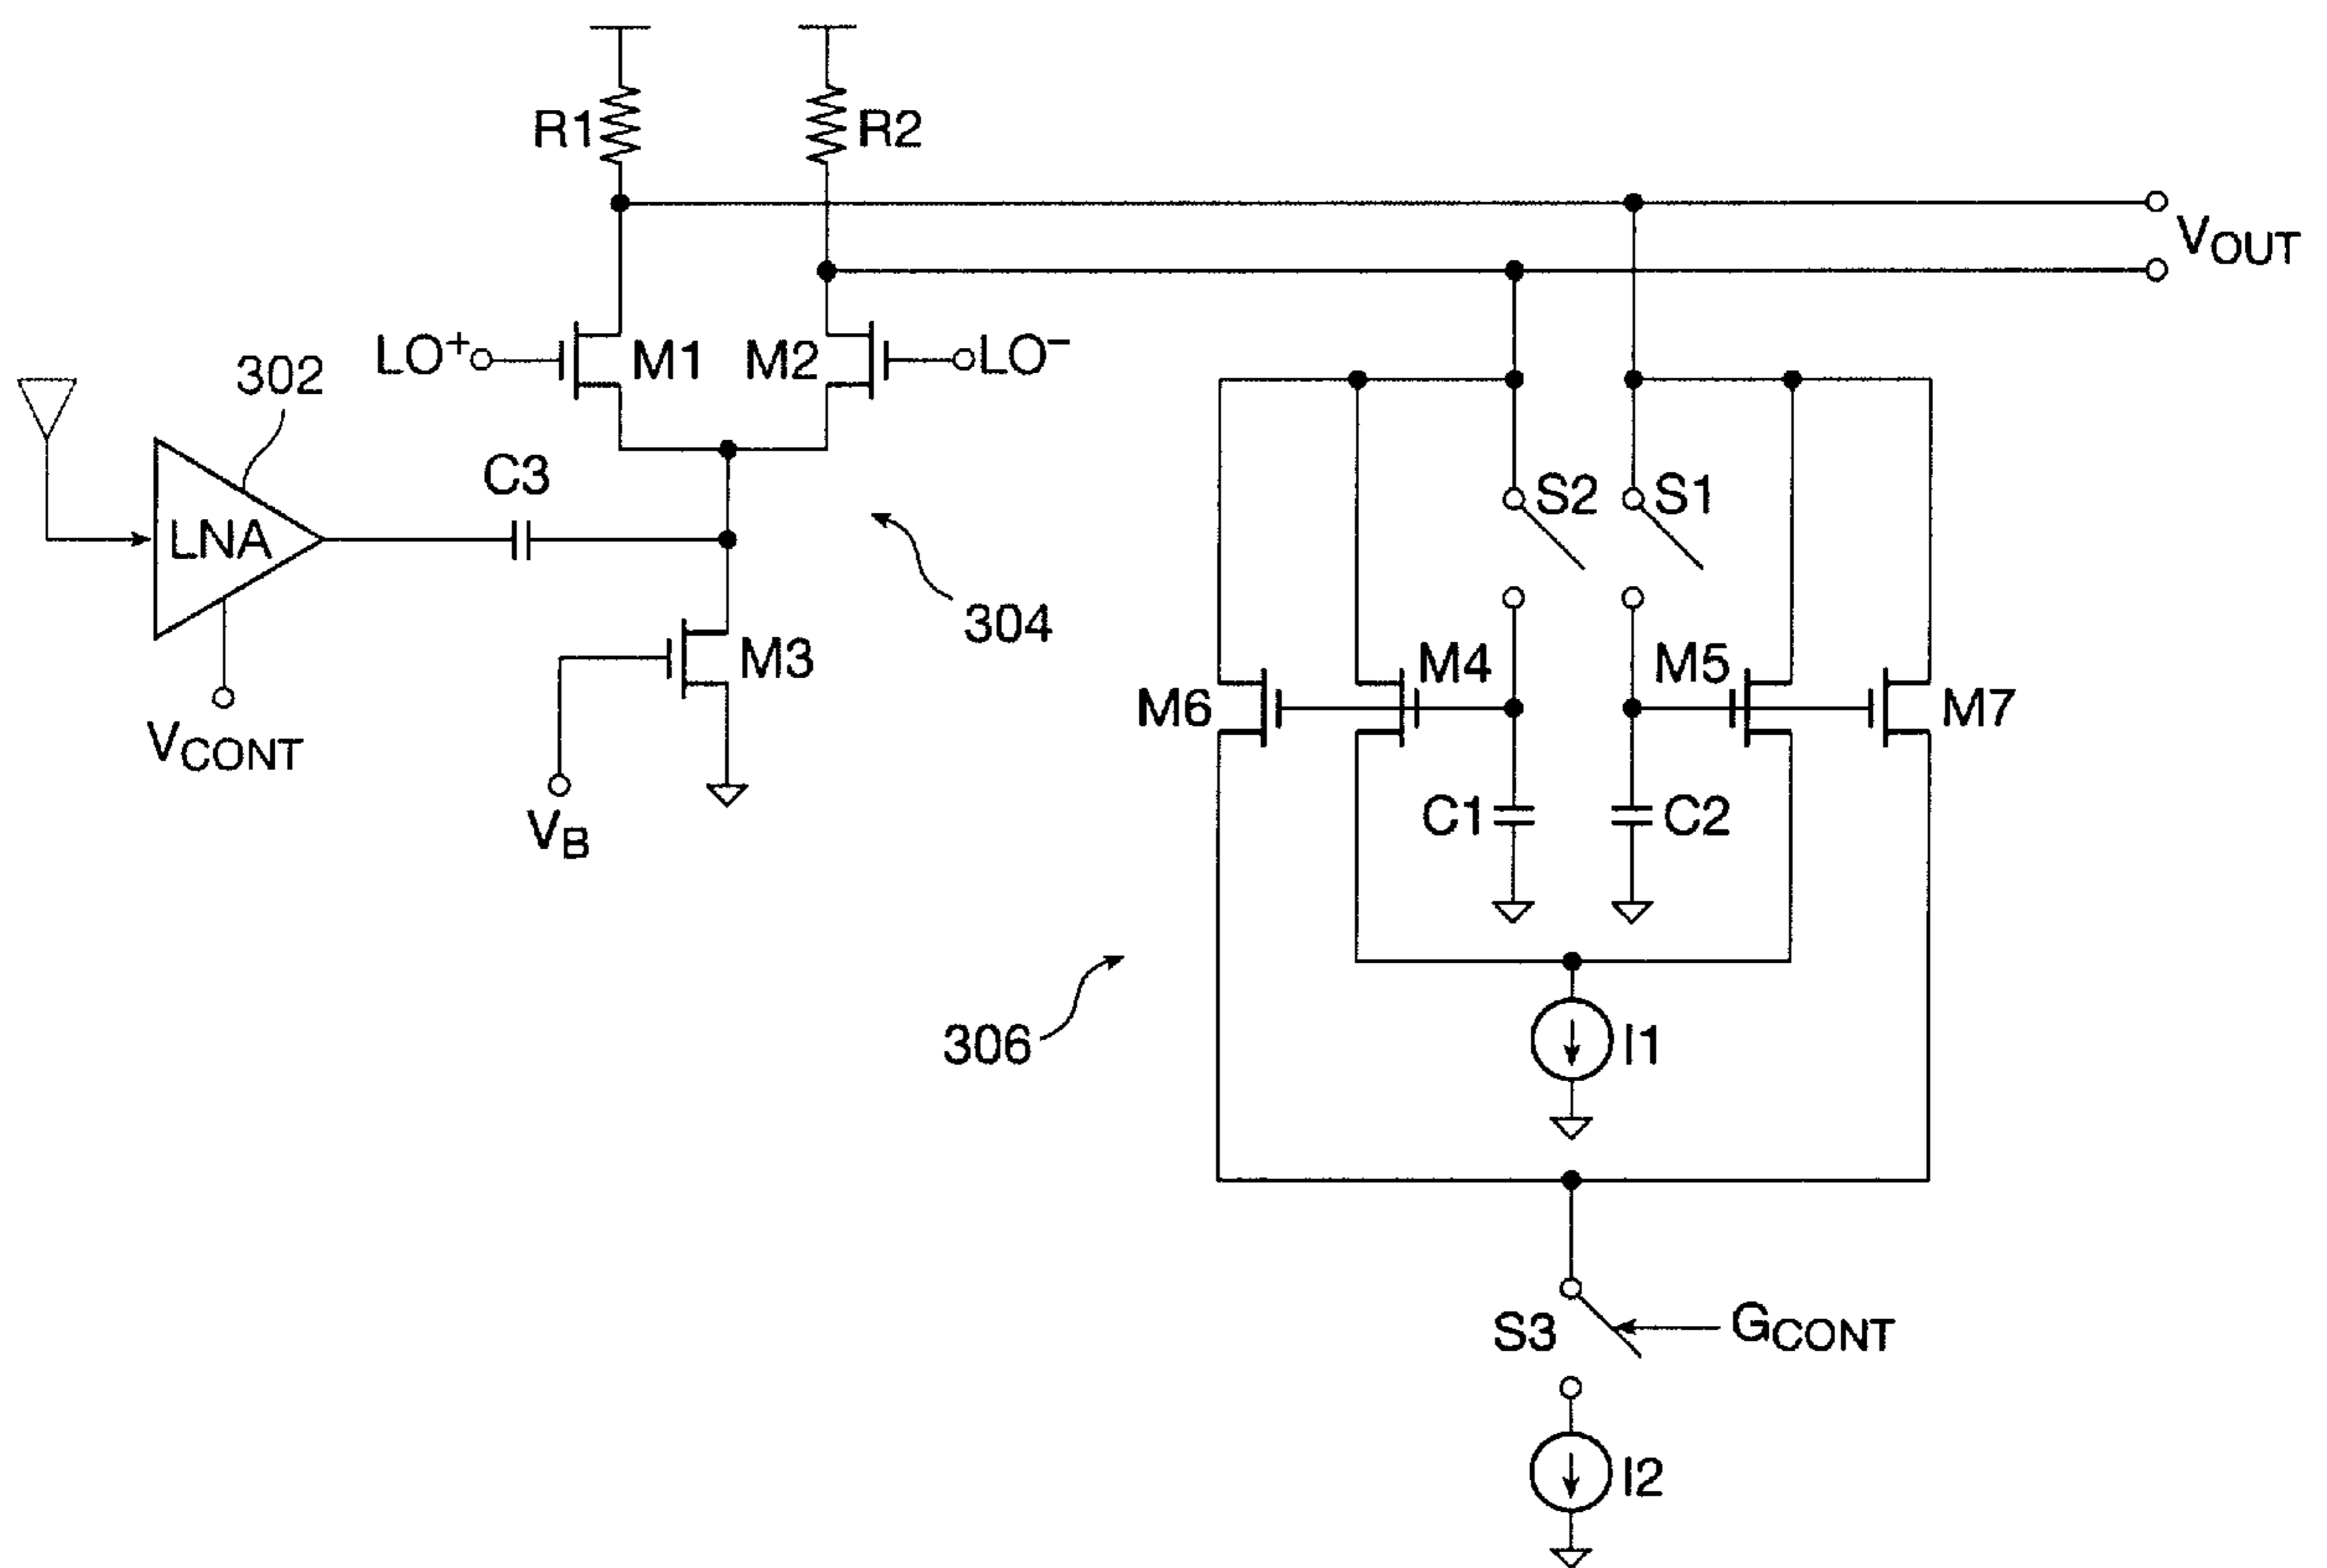 R1
R2
VOUT
LO+
M1
M2
LO−
302
C3
S2
S1
LNA
304
M3
M4
M5
M6
M7
VCONT
C1
C2
VB
306
I1
S3
GCONT
I2